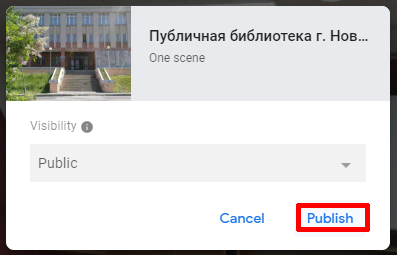 Публичная библиотека г. Нов...
One scene
Visibility
Public
Cancel
Publish